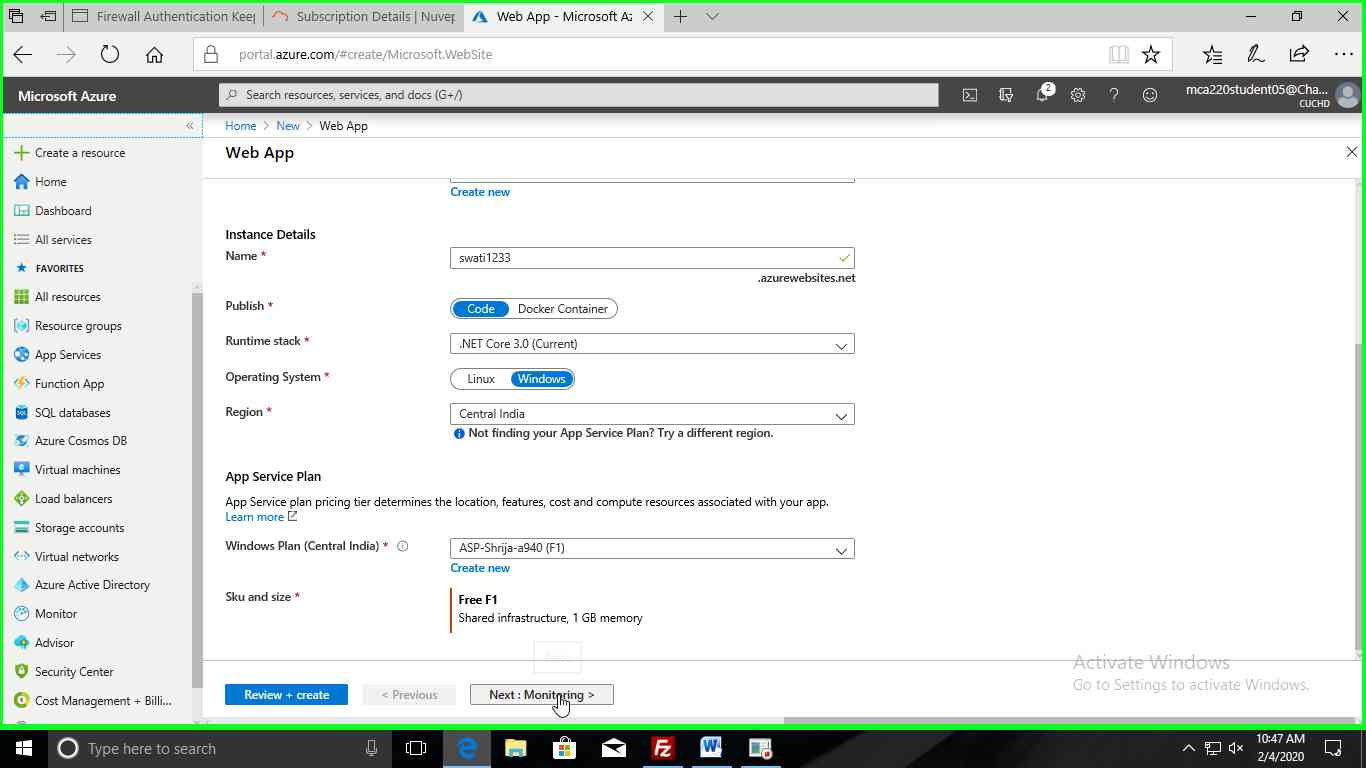 Firewall Authentication Kee
Subscription Details | Nuvep
Web App - Microsoft Az
portal.azure.com/#create/Microsoft.WebSite
Microsoft Azure
Search resources, services, and docs (G+/)
2
mca220student05@Cha...
CUCHD
Home > New > Web App
Web App
Create a resource
Home
Dashboard
All services
FAVORITES
All resources
Resource groups
App Services
Function App
SQL databases
Azure Cosmos DB
Virtual machines
Load balancers
Storage accounts
Virtual networks
Azure Active Directory
Monitor
Advisor
Security Center
Cost Management + Billi...
Create new
Instance Details
Name *
swati1233
.azurewebsites.net
Publish *
Code Docker Container
Runtime stack *
.NET Core 3.0 (Current)
Operating System *
Linux Windows
Region *
Central India
Not finding your App Service Plan? Try a different region.
App Service Plan
App Service plan pricing tier determines the location, features, cost and compute resources associated with your app.
Learn more
Windows Plan (Central India) *
ASP-Shrija-a940 (F1)
Create new
Sku and size *
Free F1
Shared infrastructure, 1 GB memory
Review + create
< Previous
Next : Monitoring >
Activate Windows
Go to Settings to activate Windows.
Type here to search
10:47 AM
2/4/2020